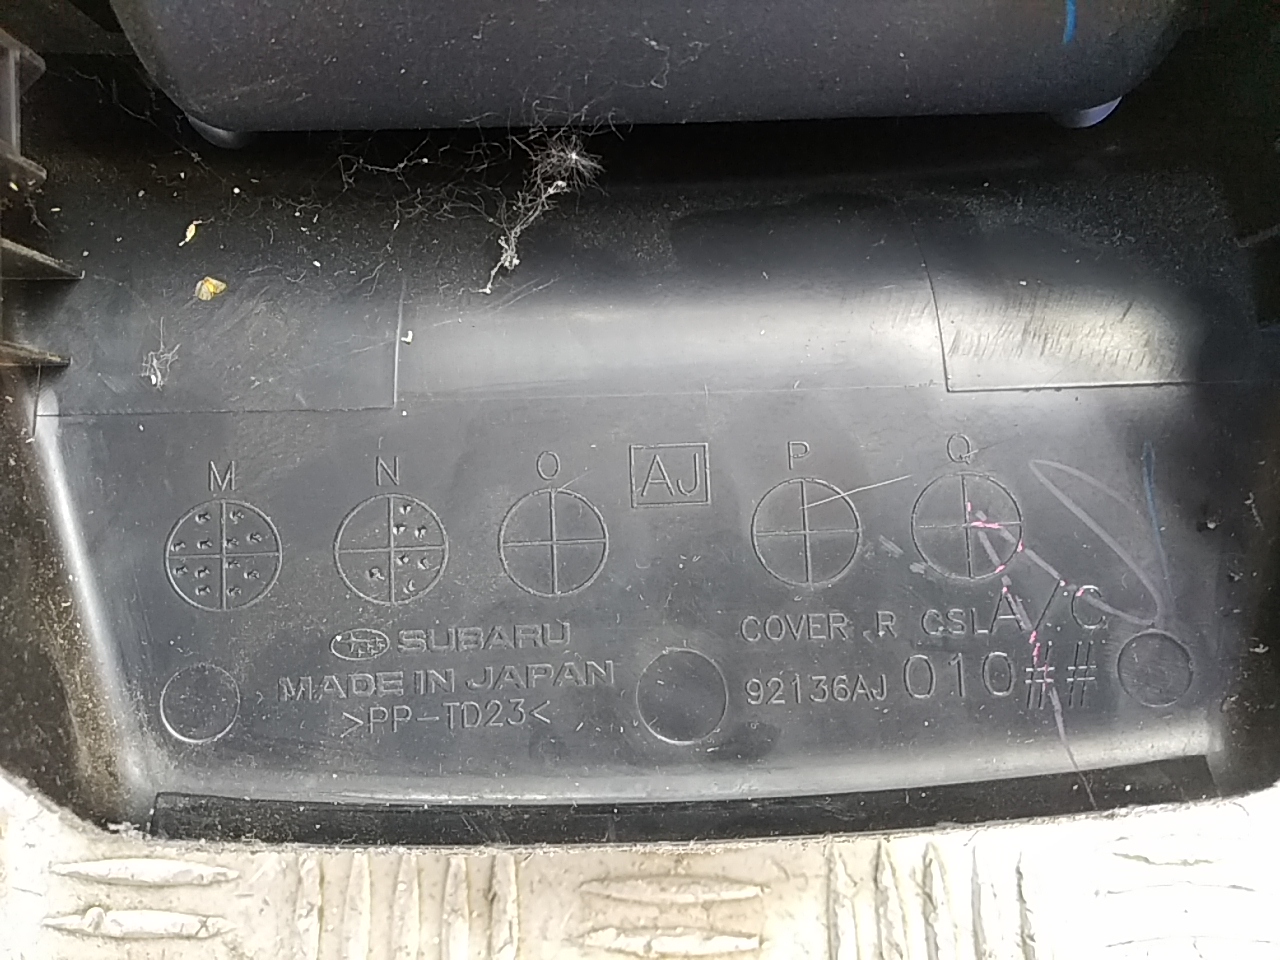 M N O AJ P Q
SUBARU
MADE IN JAPAN
>PP-TD23<
COVER R CSL A/C
92136AJ 010##